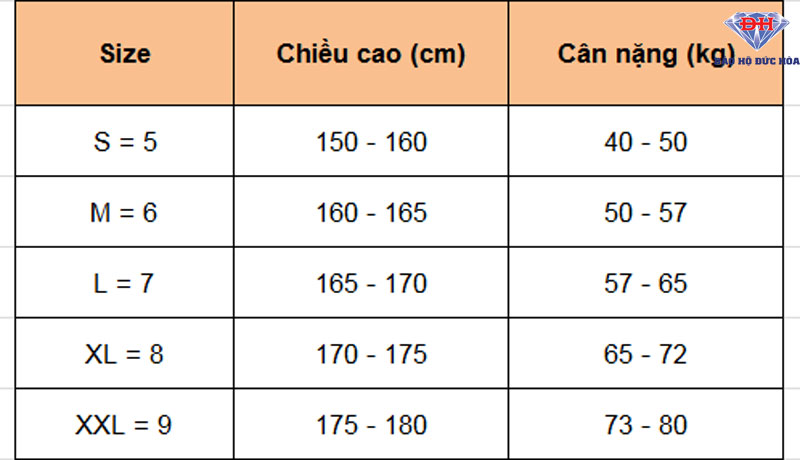 Size Chiều cao (cm) Cân nặng (kg)
ĐH
BẢO HỘ ĐỨC HÒA
S = 5 150 - 160 40 - 50
M = 6 160 - 165 50 - 57
L = 7 165 - 170 57 - 65
XL = 8 170 - 175 65 - 72
XXL = 9 175 - 180 73 - 80